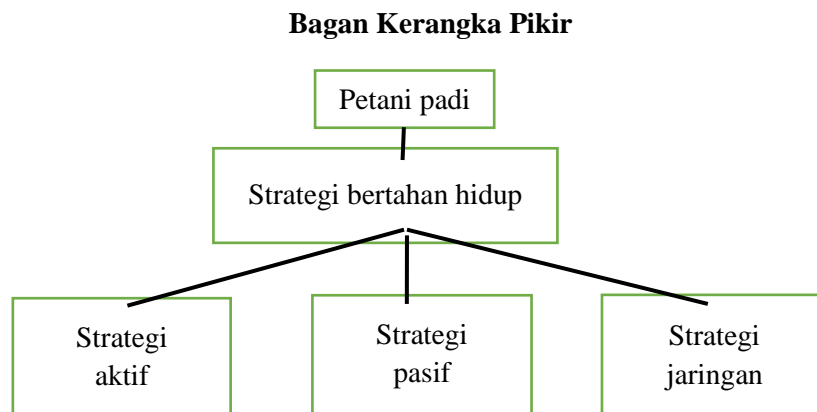 Bagan Kerangka Pikir
Petani padi
Strategi bertahan hidup
Strategi
aktif
Strategi
pasif
Strategi
jaringan